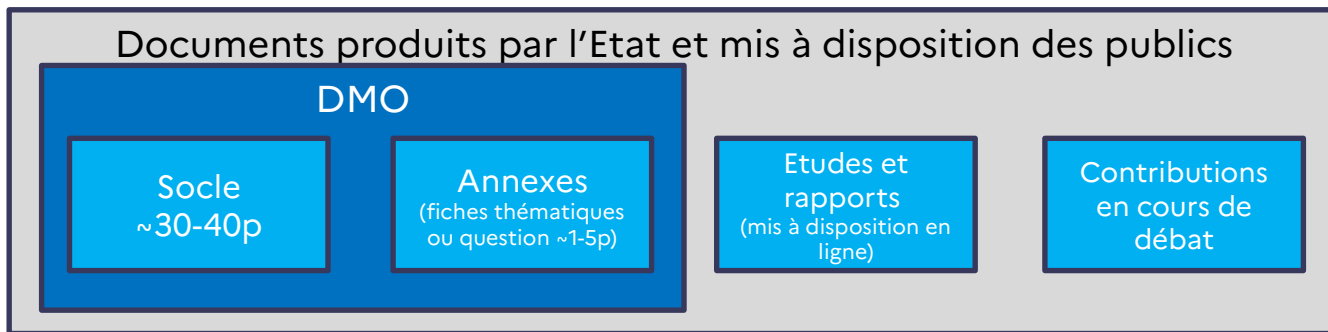 Documents produits par l'Etat et mis à disposition des publics
DMO
Socle
~30-40p
Annexes
(fiches thématiques
ou question ~1-5p)
Etudes et
rapports
(mis à disposition en
ligne)
Contributions
en cours de
débat